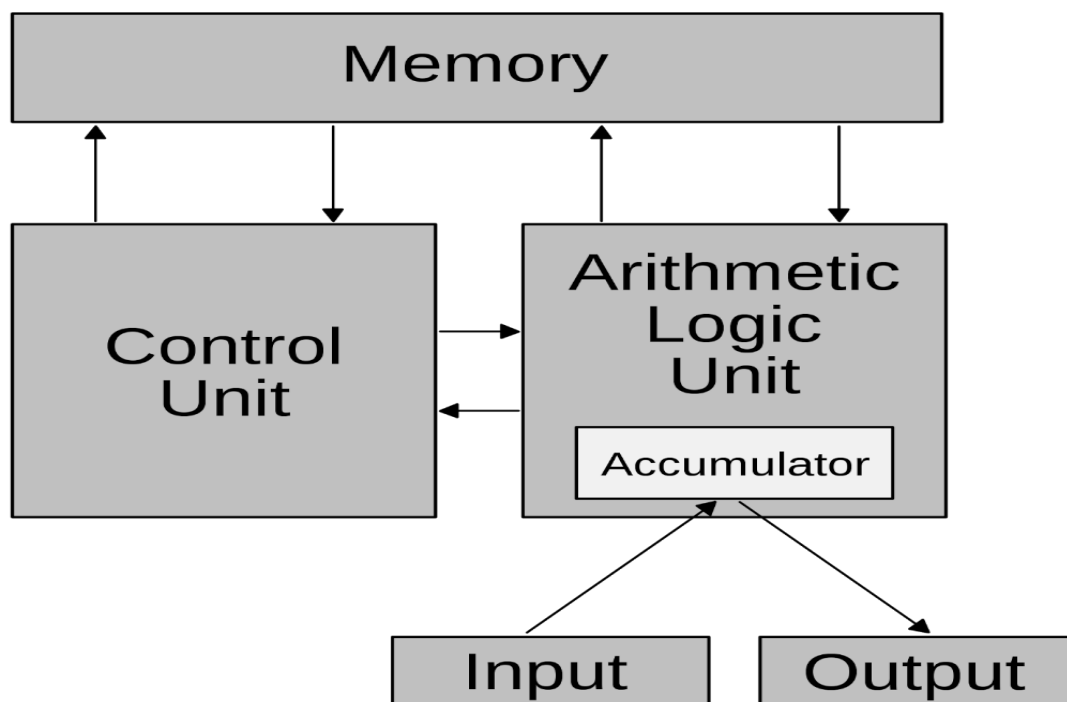 Memory
Control
Unit
Arithmetic
Logic
Unit
Accumulator
Input
Output